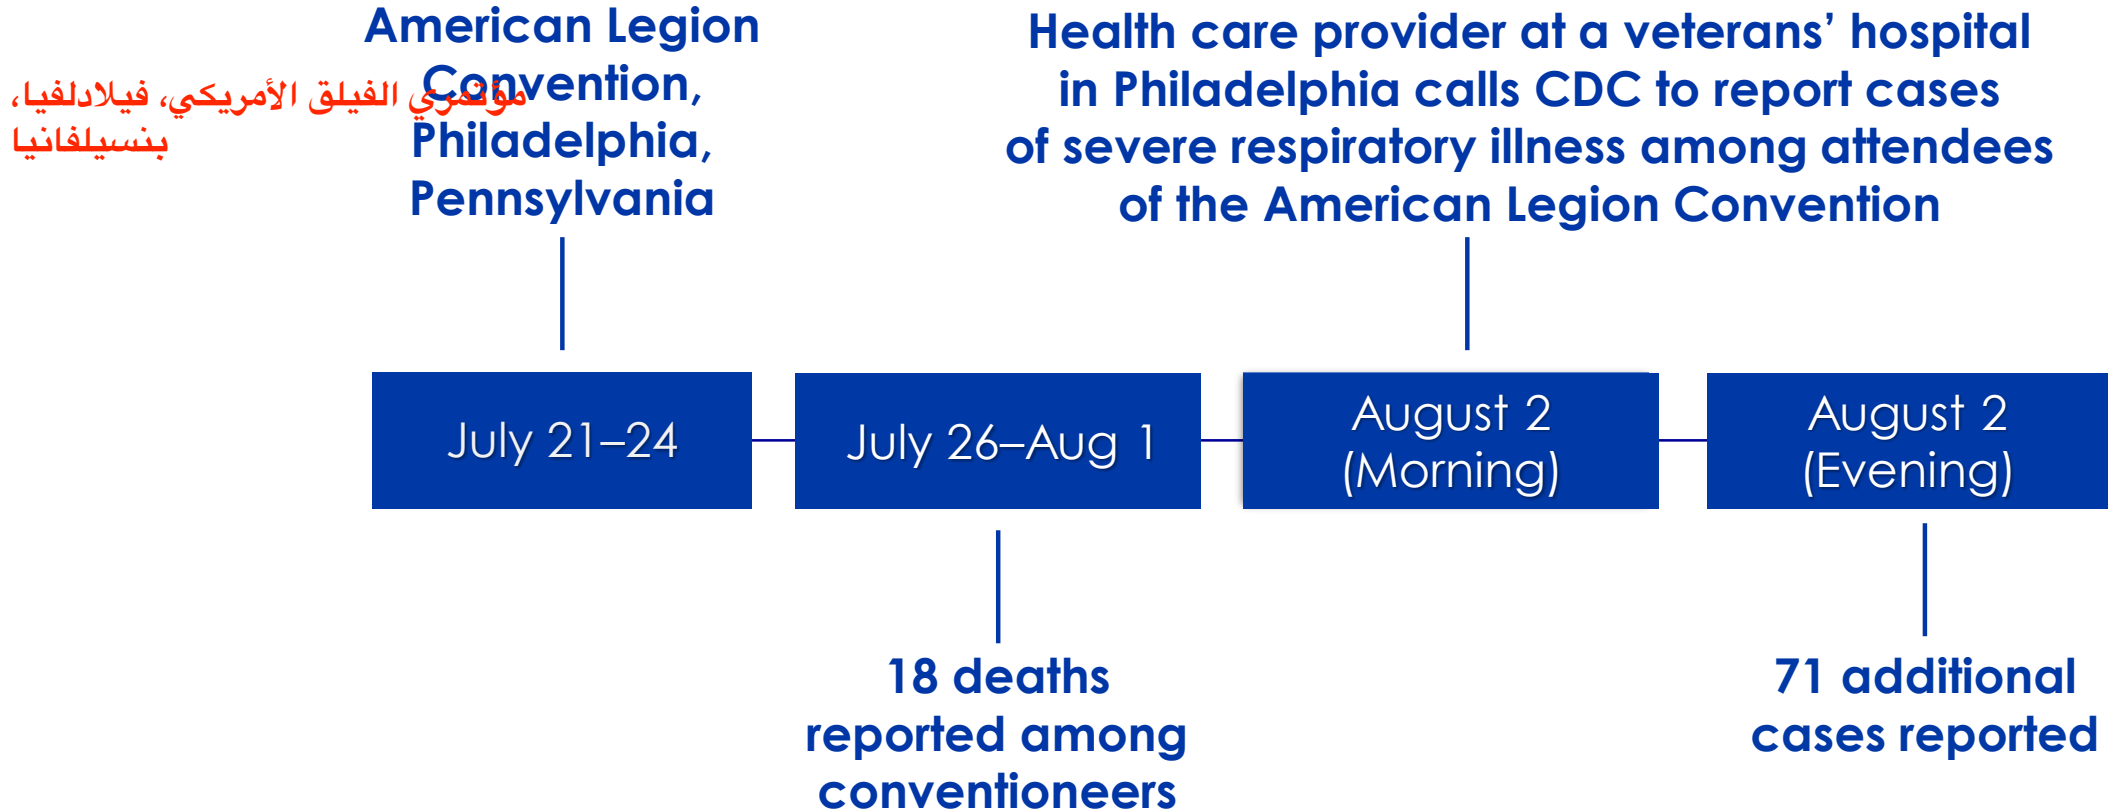 American Legion
Convention,
Philadelphia,
Pennsylvania
مؤتمري الفيلق الأمريكي، فيلادلفيا،
بنسيلفانيا
Health care provider at a veterans’ hospital
in Philadelphia calls CDC to report cases
of severe respiratory illness among attendees
of the American Legion Convention
July 21–24
July 26–Aug 1
August 2
(Morning)
August 2
(Evening)
18 deaths
reported among
conventioneers
71 additional
cases reported